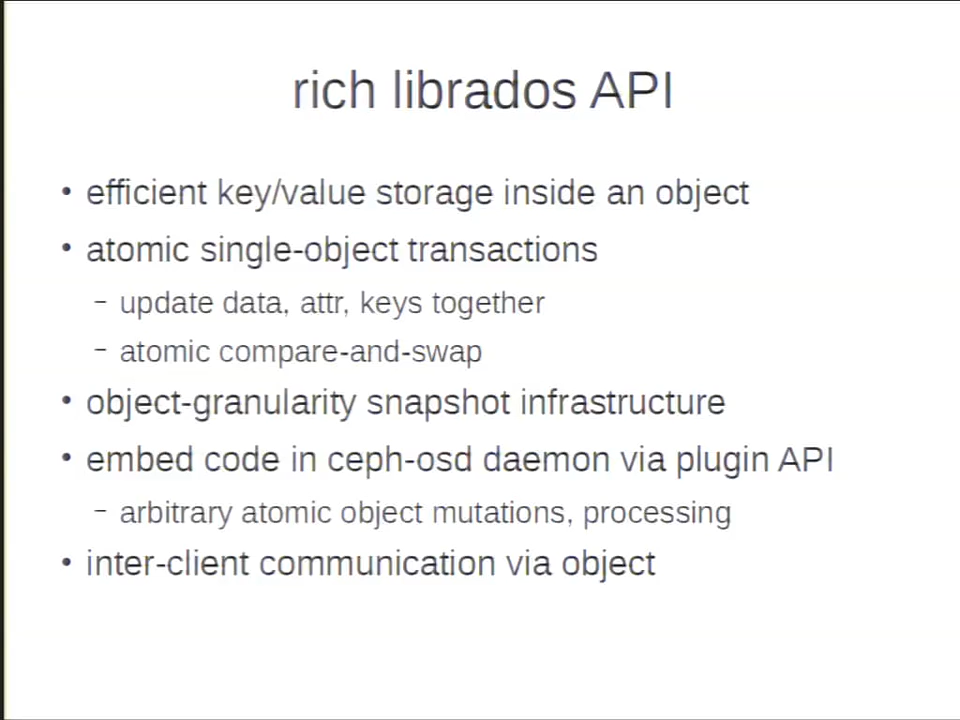 rich librados API
• efficient key/value storage inside an object
• atomic single-object transactions
– update data, attr, keys together
– atomic compare-and-swap
• object-granularity snapshot infrastructure
• embed code in ceph-osd daemon via plugin API
– arbitrary atomic object mutations, processing
• inter-client communication via object